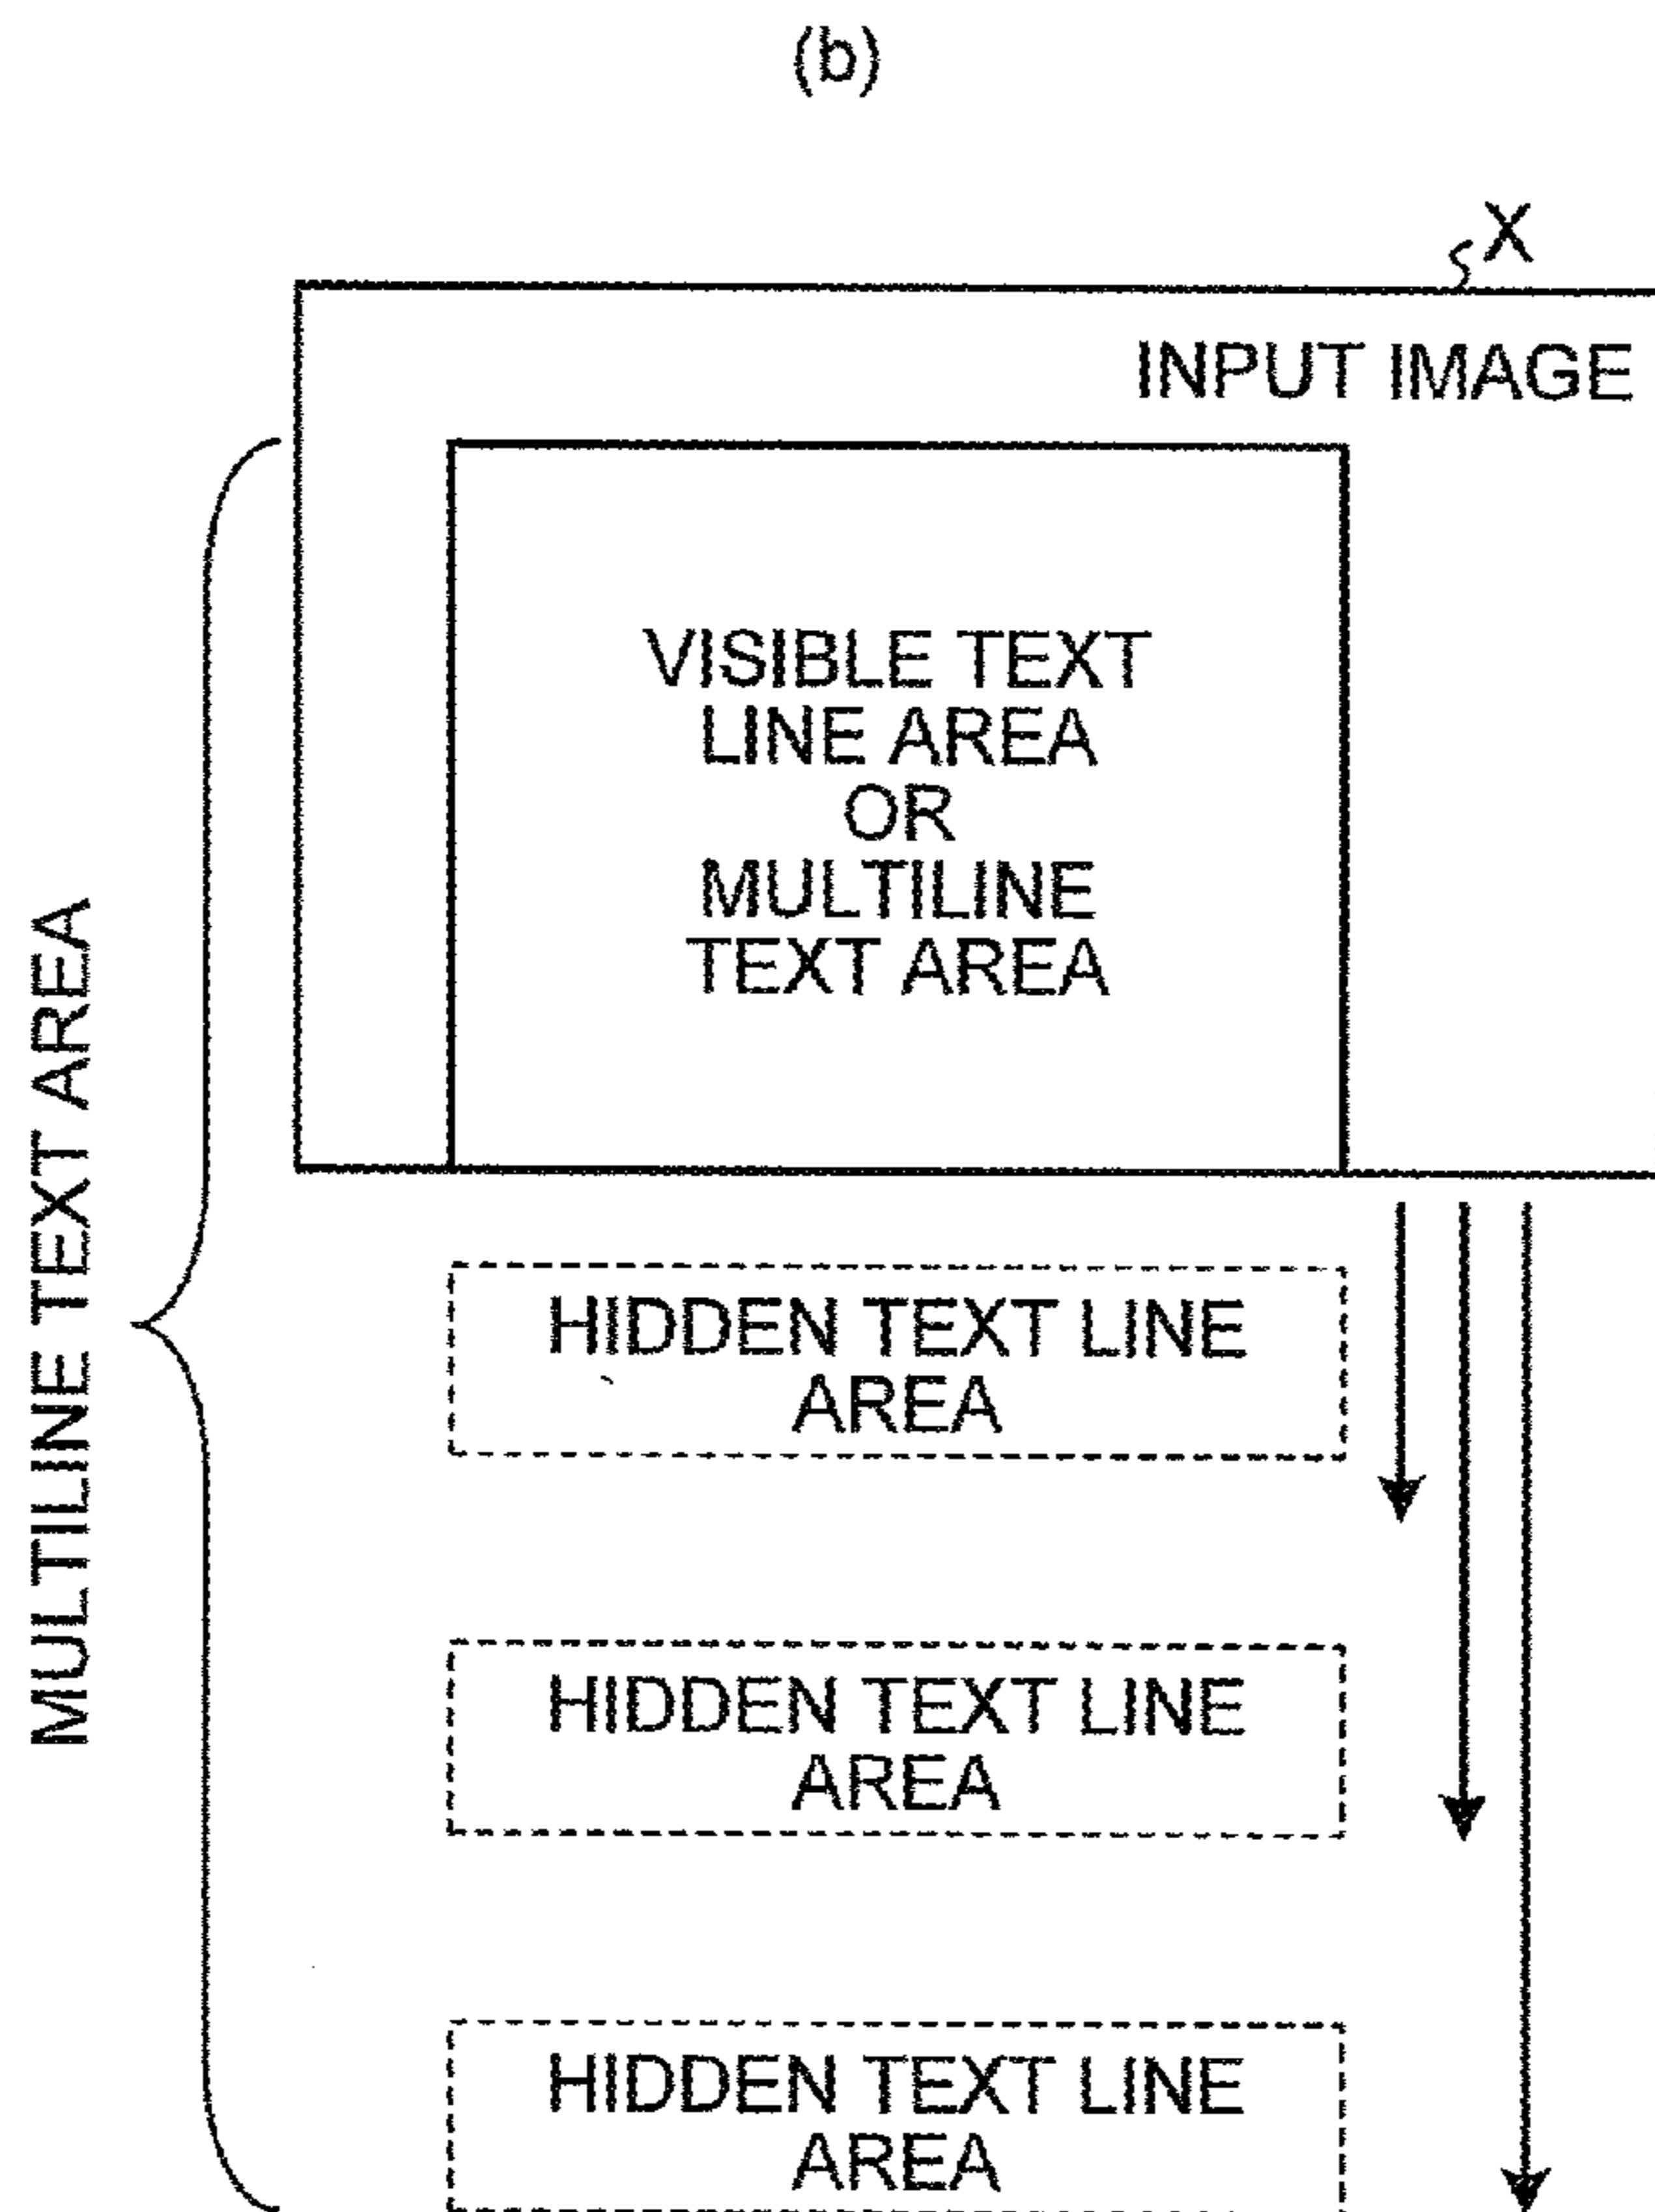 (b)
X
INPUT IMAGE
VISIBLE TEXT
LINE AREA
OR
MULTILINE
TEXT AREA
MULTILINE TEXT AREA
HIDDEN TEXT LINE
AREA
HIDDEN TEXT LINE
AREA
HIDDEN TEXT LINE
AREA